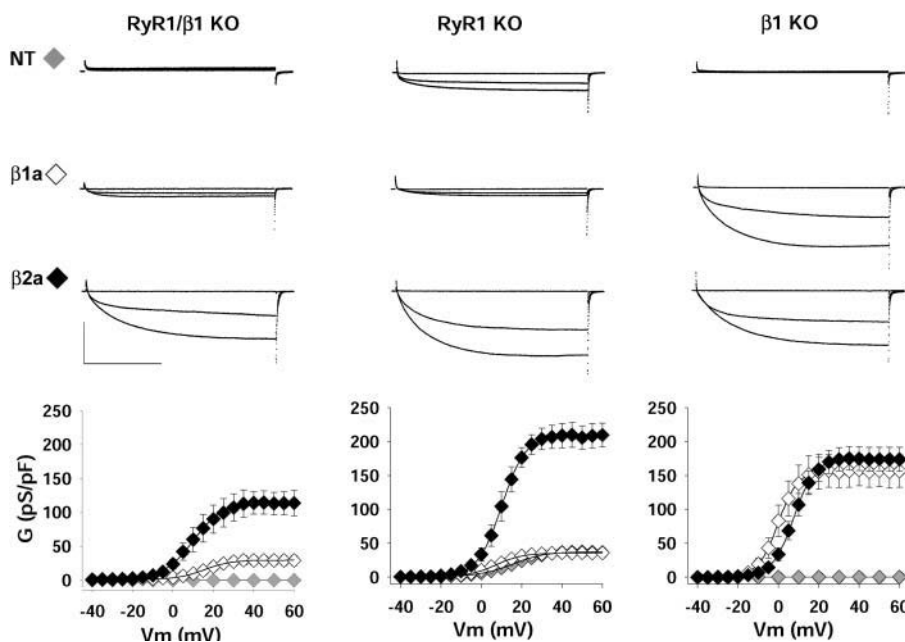 RyR1/β1 KO RyR1 KO β1 KO
NT
β1a
β2a
250 250 250
200 200 200
150 150 150
100 100 100
50 50 50
0 0 0
G (pS/pF)
-40 -20 0 20 40 60 -40 -20 0 20 40 60 -40 -20 0 20 40 60
Vm (mV) Vm (mV) Vm (mV)